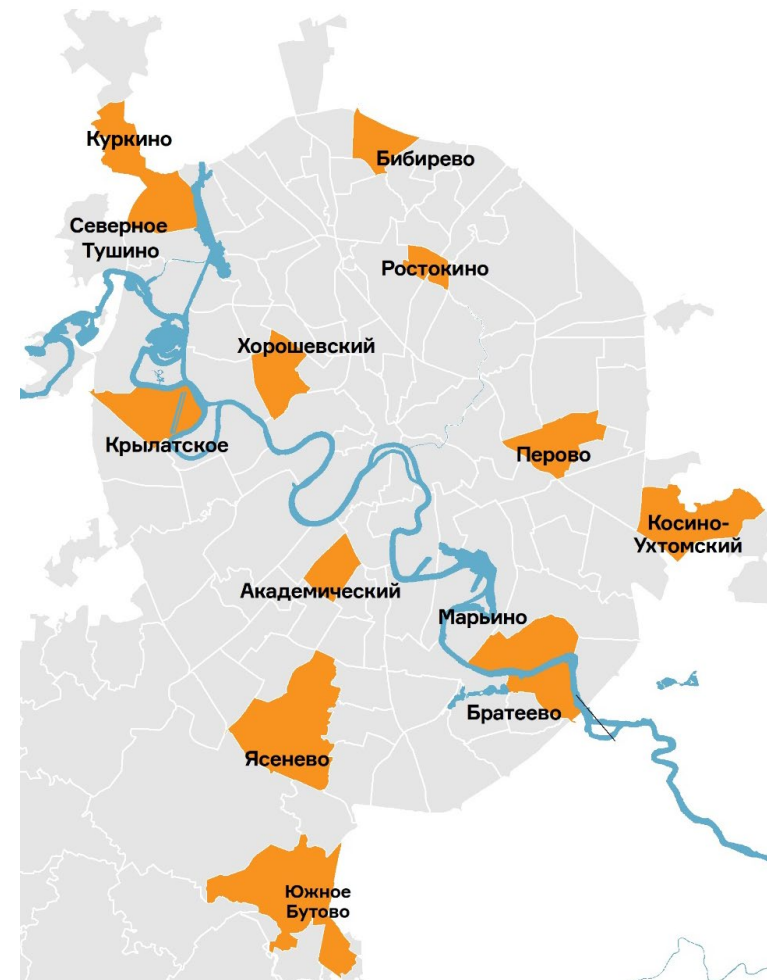 Куркино
Бибирево
Северное
Тушино
Ростокино
Хорошевский
Крылатское
Перово
Косино-
Ухтомский
Академический
Марьино
Братеево
Ясенево
Южное
Бутово